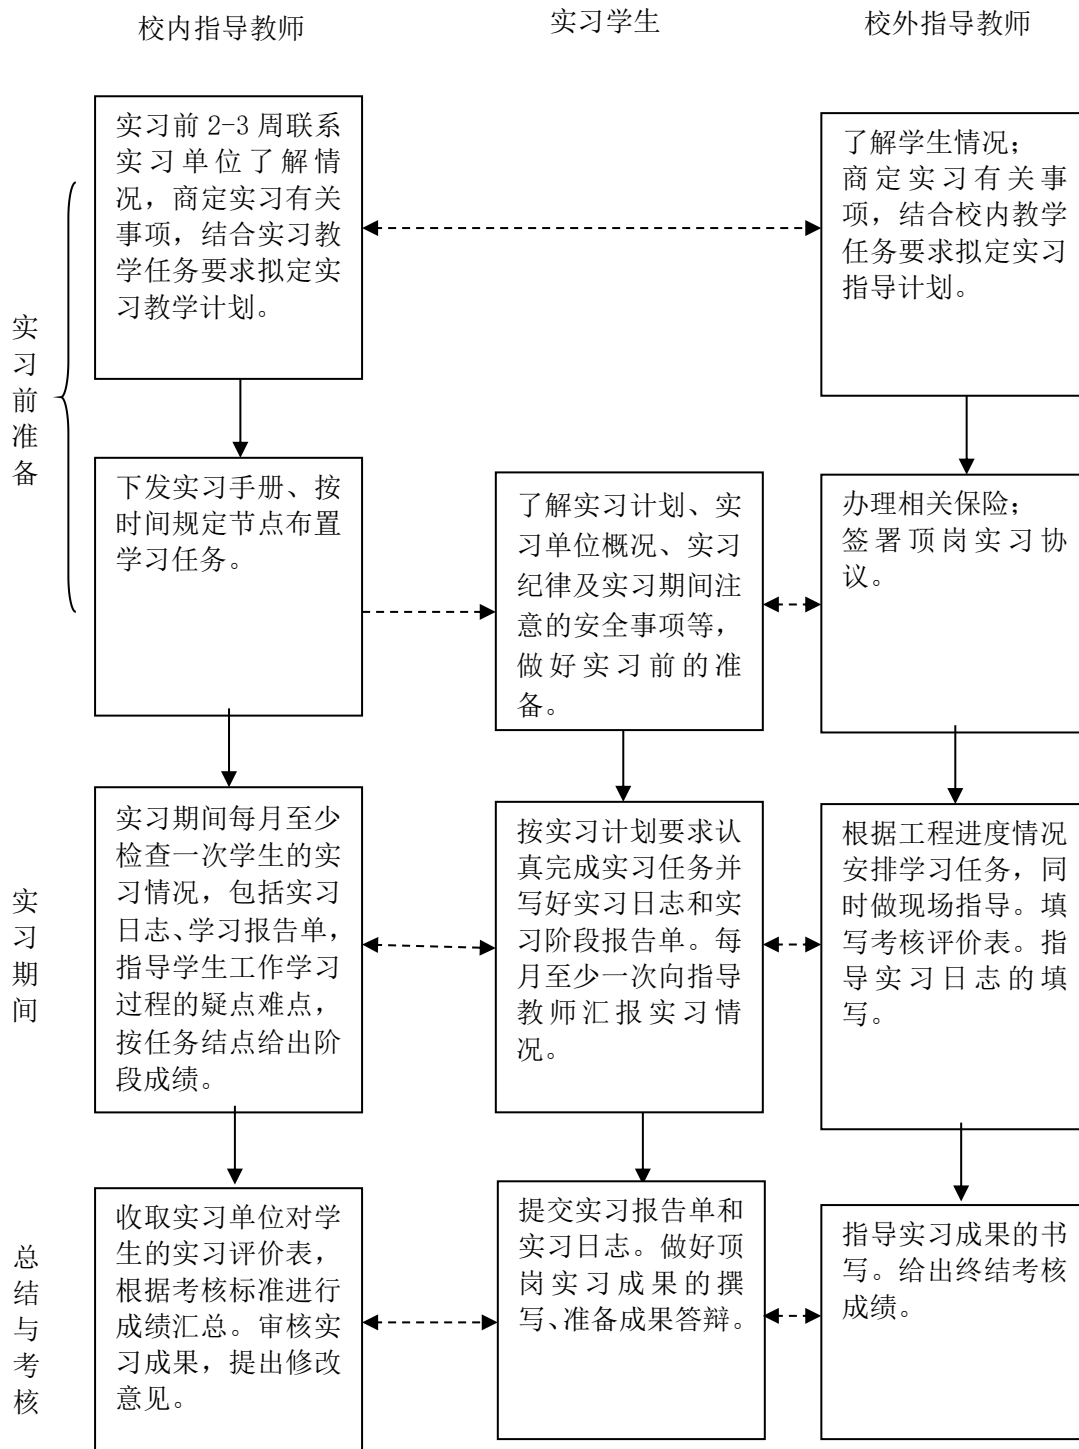 校内指导教师
实习学生
校外指导教师
实习前准备
实习前 2-3 周联系
实习单位了解情
况，商定实习有关
事项，结合实习教
学任务要求拟定实
习教学计划。
了解学生情况；
商定实习有关事
项，结合校内教学
任务要求拟定实习
指导计划。
下发实习手册、按
时间规定节点布置
学习任务。
了解实习计划、实
习单位概况、实习
纪律及实习期间注
意的安全事项等，
做好实习前的准
备。
办理相关保险；
签署顶岗实习协
议。
实习期间
实习期间每月至少
检查一次学生的实
习情况，包括实习
日志、学习报告单，
指导学生工作学习
过程的疑点难点，
按任务结点给出阶
段成绩。
按实习计划要求认
真完成实习任务并
写好实习日志和实
习阶段报告单。每
月至少一次向指导
教师汇报实习情
况。
根据工程进度情况
安排学习任务，同
时做现场指导。填
写考核评价表。指
导实习日志的填
写。
总结与考核
收取实习单位对学
生的实习评价表，
根据考核标准进行
成绩汇总。审核实
习成果，提出修改
意见。
提交实习报告单和
实习日志。做好顶
岗实习成果的撰
写、准备成果答辩。
指导实习成果的书
写。给出终结考核
成绩。